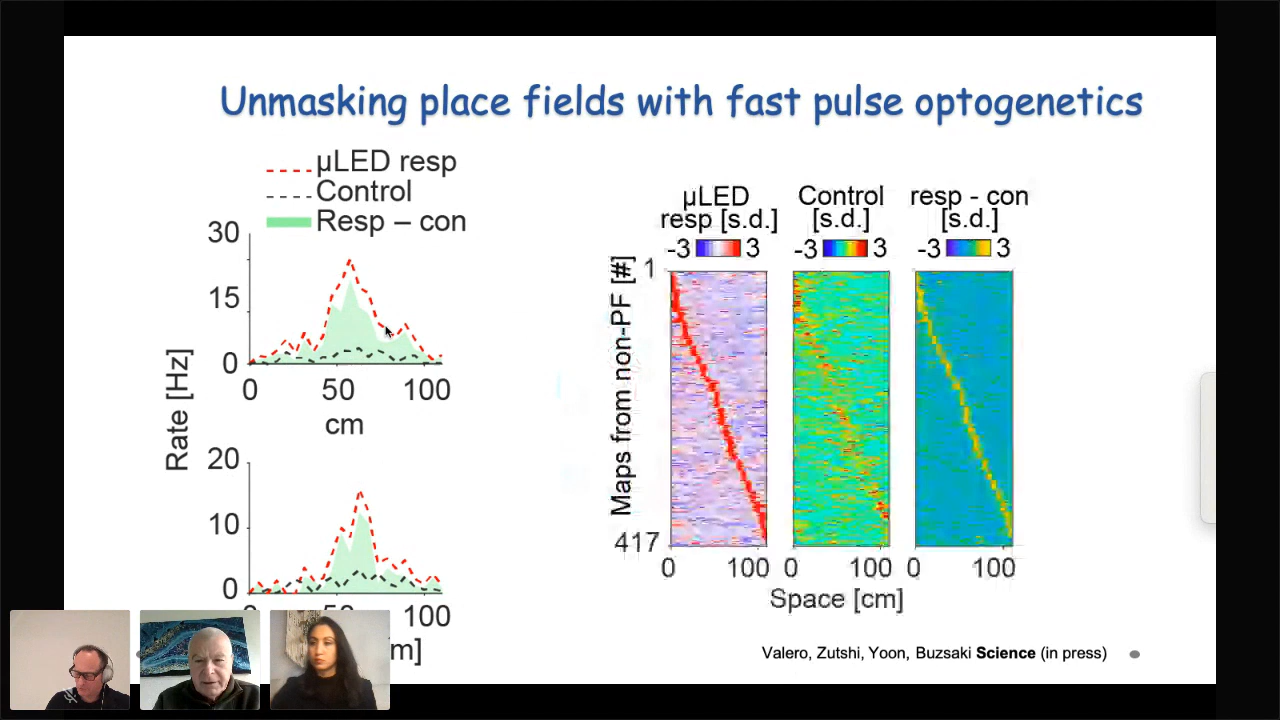 Unmasking place fields with fast pulse optogenetics
µLED resp
Control
Resp – con
30
15
0
0 50 100
cm
Rate [Hz]
20
10
0
100
m]
µLED
resp [s.d.]
-3 3
Control
[s.d.]
-3 3
resp - con
[s.d.]
-3 3
Maps from non-PF [#]
1
417
0 100 0 100 0 100
Space [cm]
Valero, Zutshi, Yoon, Buzsaki Science (in press)